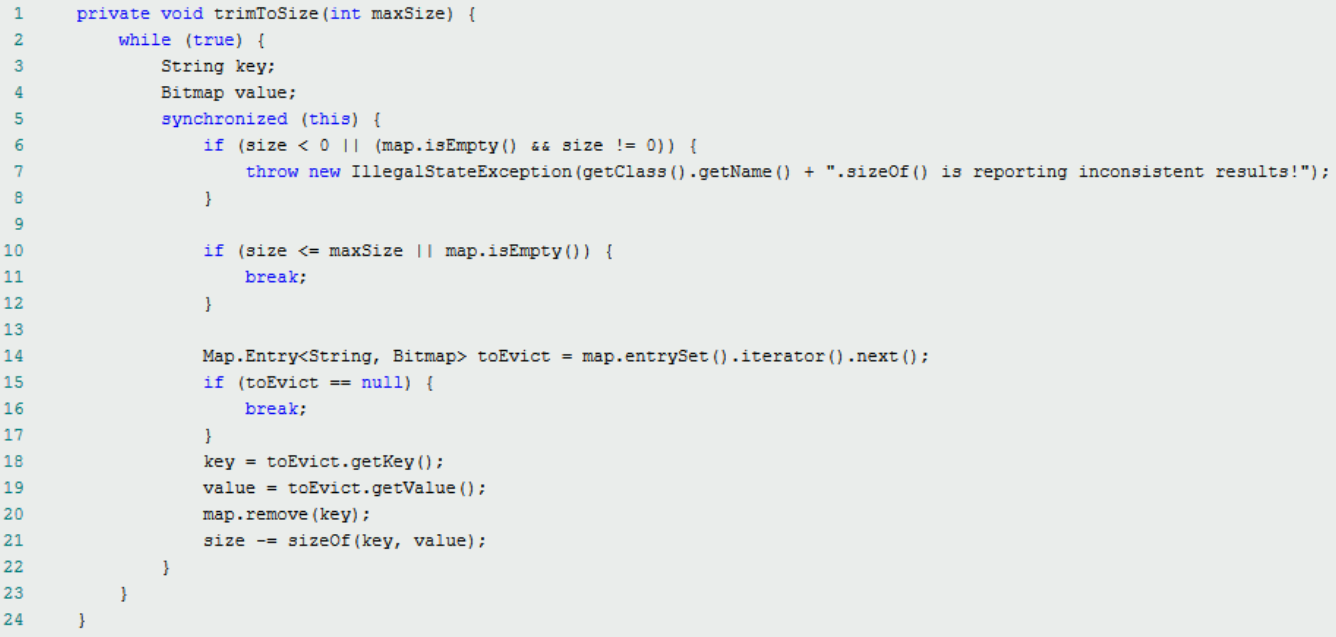 1 private void trimToSize(int maxSize) {
2 while (true) {
3 String key;
4 Bitmap value;
5 synchronized (this) {
6 if (size < 0 || (map.isEmpty() && size != 0)) {
7 throw new IllegalStateException(getClass().getName() + ".sizeOf() is reporting inconsistent results!");
8 }
9
10 if (size <= maxSize || map.isEmpty()) {
11 break;
12 }
13
14 Map.Entry<String, Bitmap> toEvict = map.entrySet().iterator().next();
15 if (toEvict == null) {
16 break;
17 }
18 key = toEvict.getKey();
19 value = toEvict.getValue();
20 map.remove(key);
21 size -= sizeOf(key, value);
22 }
23 }
24 }